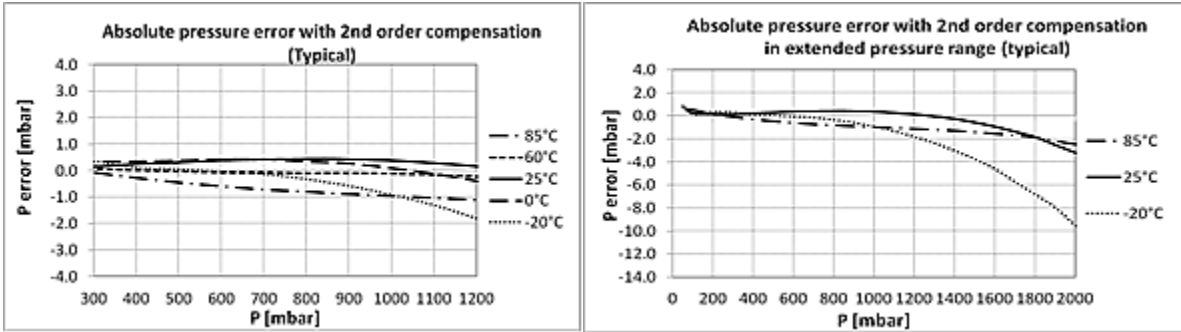 Absolute pressure error with 2nd order compensation
(Typical)
4.0
3.0
2.0
1.0
0.0
-1.0
-2.0
-3.0
-4.0
P error [mbar]
300 400 500 600 700 800 900 1000 1100 1200
P [mbar]
85°C
60°C
25°C
0°C
-20°C
Absolute pressure error with 2nd order compensation
in extended pressure range (typical)
4.0
2.0
0.0
-2.0
-4.0
-6.0
-8.0
-10.0
-12.0
-14.0
P error [mbar]
0 200 400 600 800 1000 1200 1400 1600 1800 2000
P [mbar]
85°C
25°C
-20°C